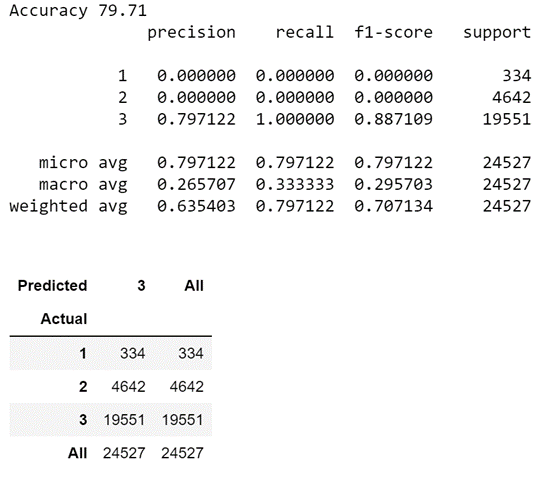 Accuracy 79.71
precision recall f1-score support
1 0.000000 0.000000 0.000000 334
2 0.000000 0.000000 0.000000 4642
3 0.797122 1.000000 0.887109 19551
micro avg 0.797122 0.797122 0.797122 24527
macro avg 0.265707 0.333333 0.295703 24527
weighted avg 0.635403 0.797122 0.707134 24527
Predicted 3 All
Actual
1 334 334
2 4642 4642
3 19551 19551
All 24527 24527